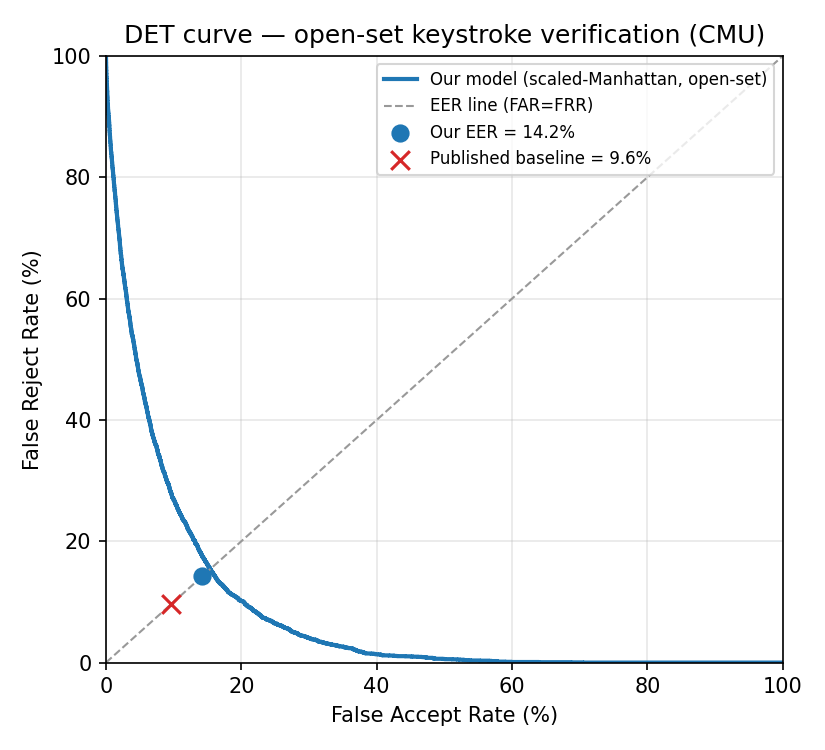 DET curve — open-set keystroke verification (CMU)
Our model (scaled-Manhattan, open-set)
EER line (FAR=FRR)
Our EER = 14.2%
Published baseline = 9.6%
False Reject Rate (%)
100
80
60
40
20
0
0 20 40 60 80 100
False Accept Rate (%)